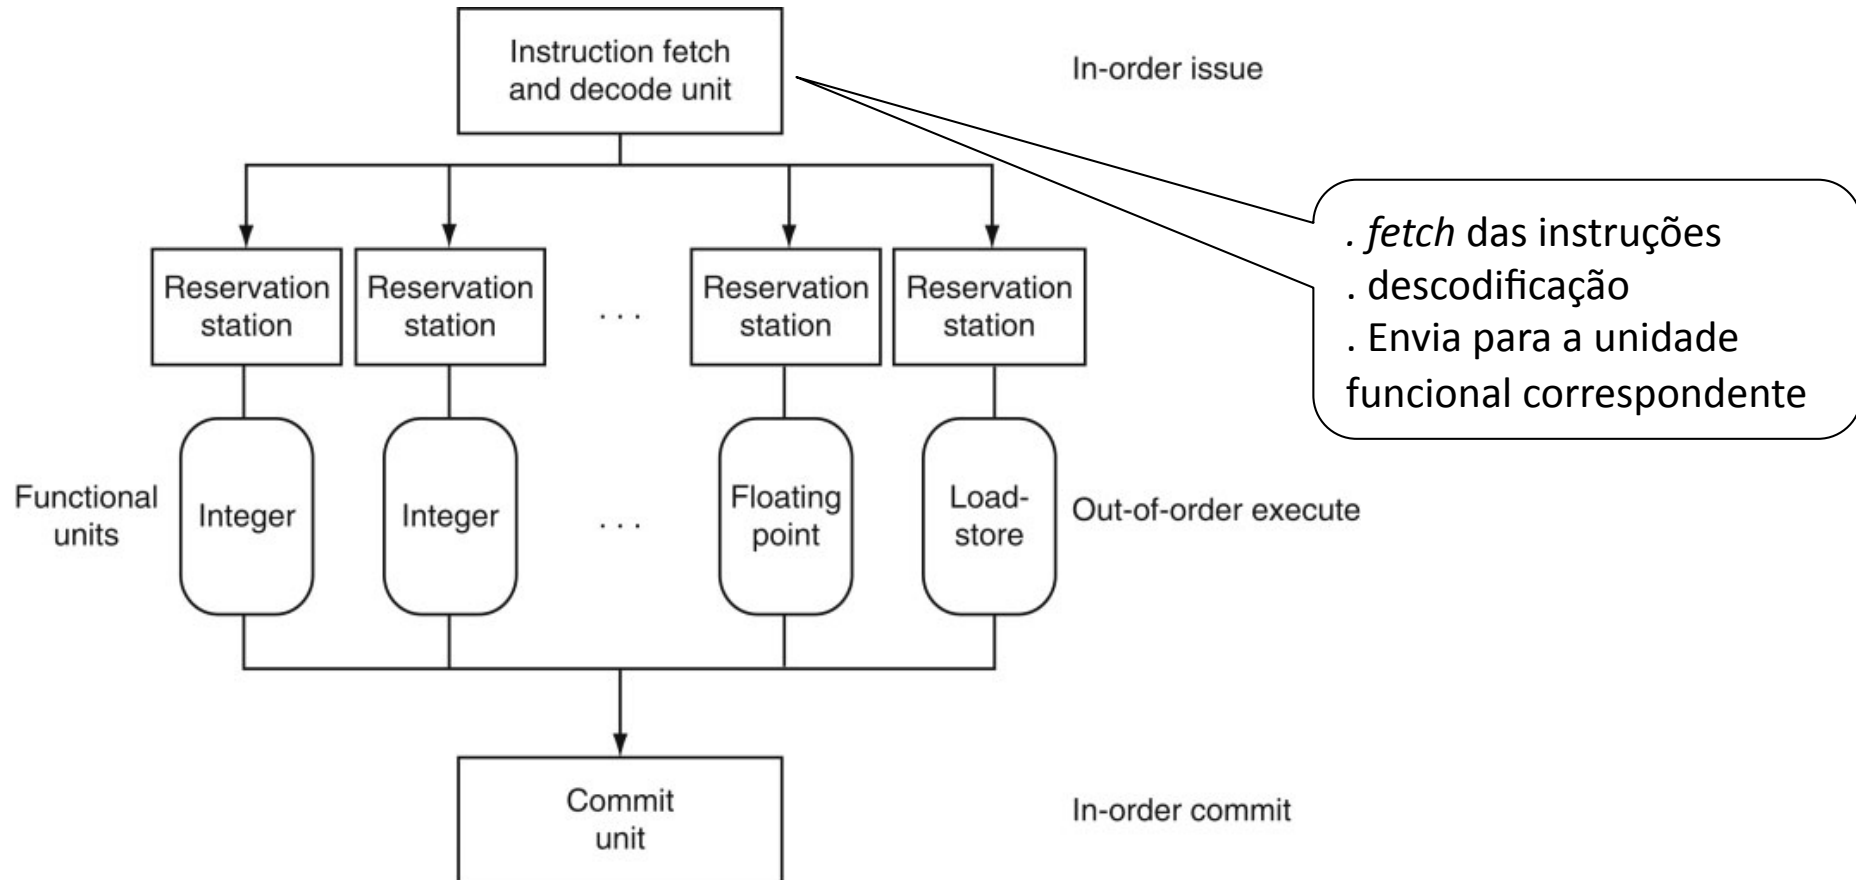 Instruction fetch
and decode unit
In-order issue
. fetch das instruções
. descodificação
. Envia para a unidade
funcional correspondente
Reservation
station
Reservation
station
. . .
Reservation
station
Reservation
station
Functional
units
Integer
Integer
. . .
Floating
point
Load-
store
Out-of-order execute
Commit
unit
In-order commit